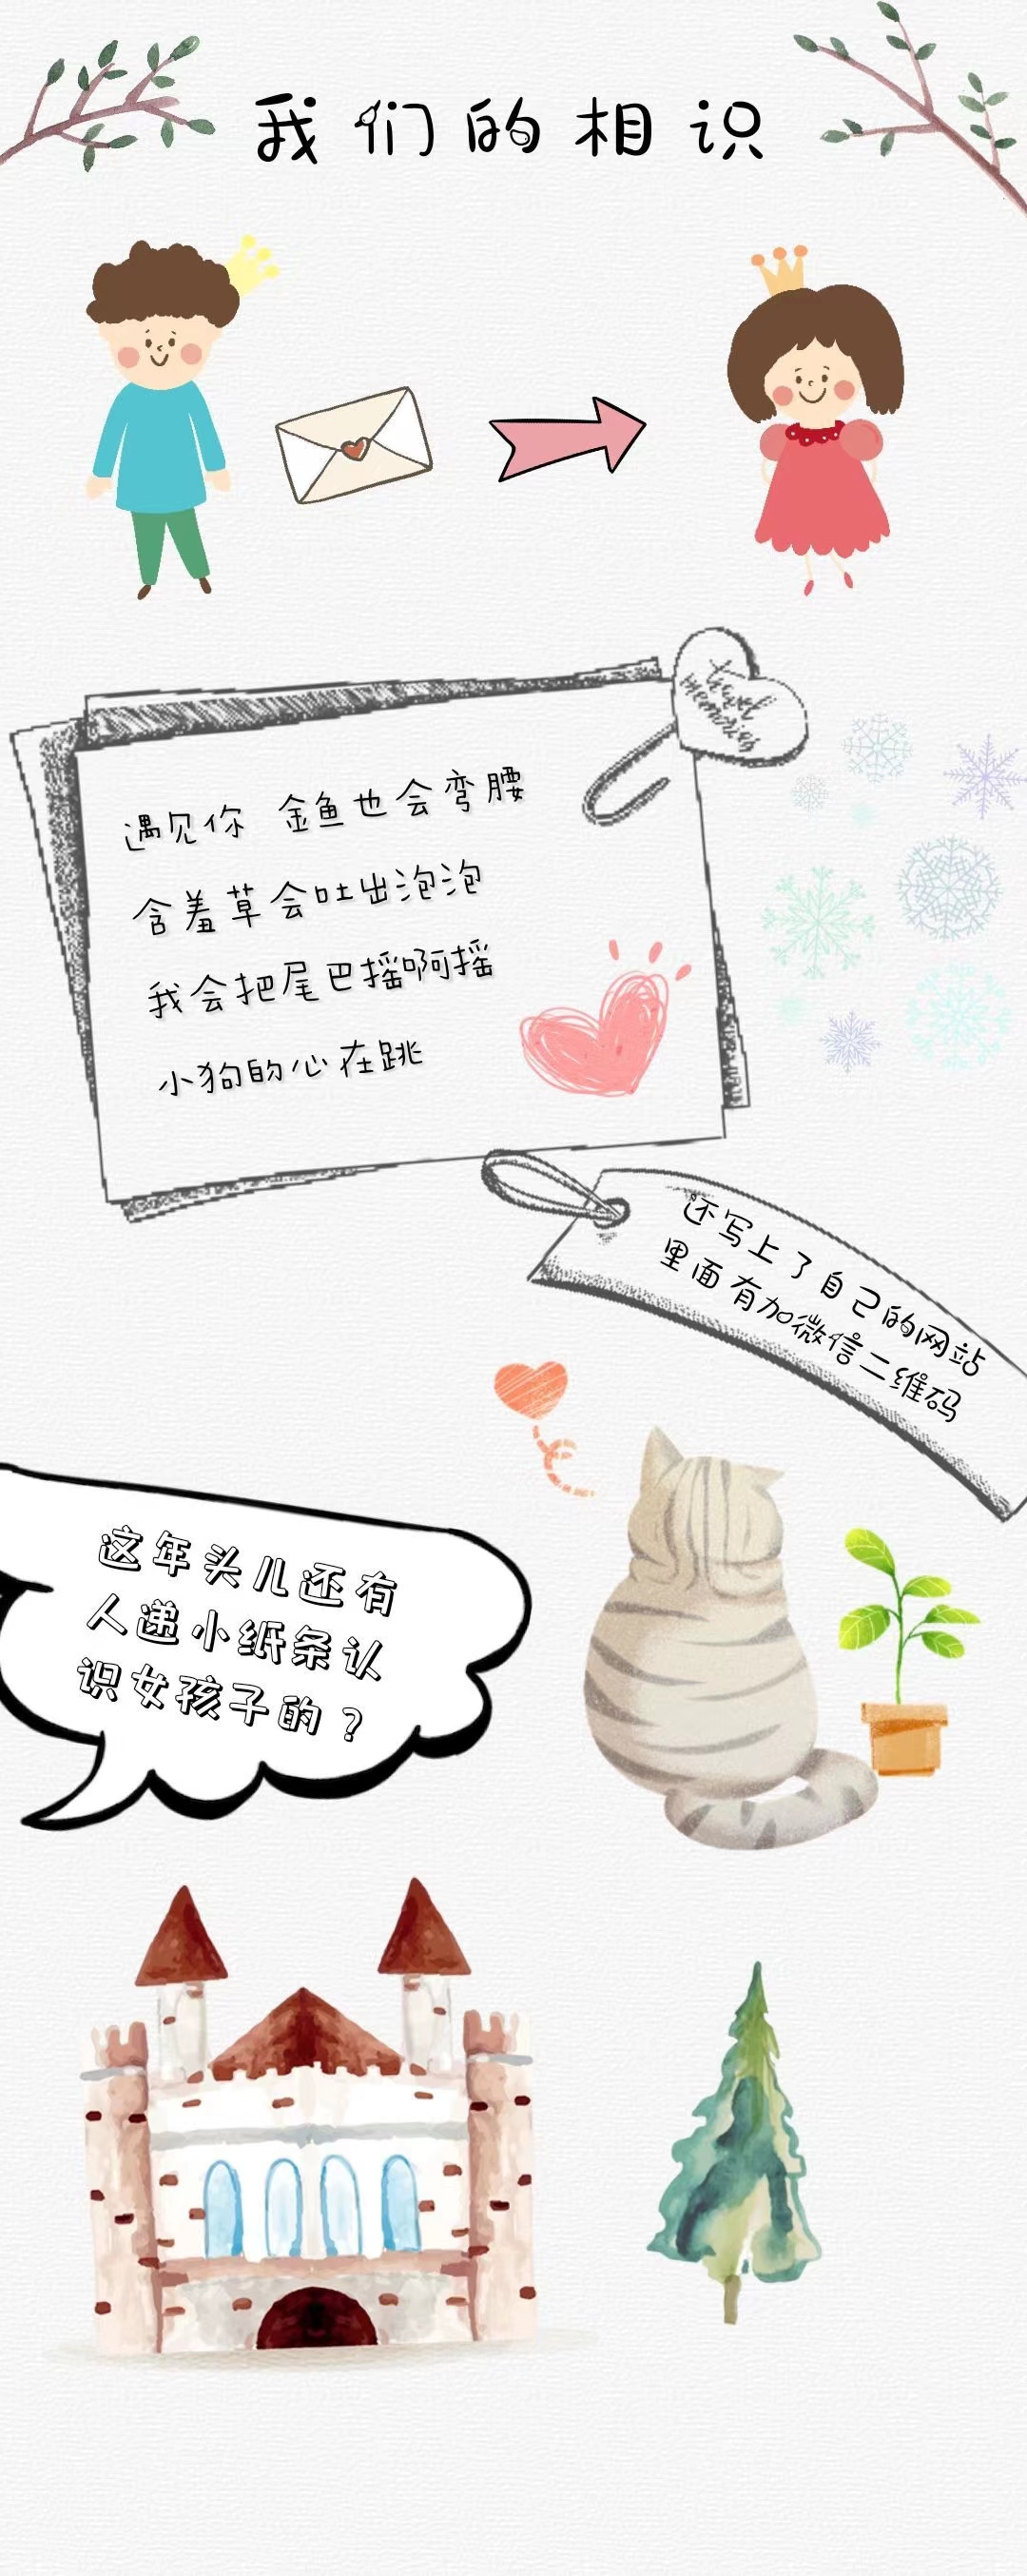 我们的相识
travel
memories
遇见你 金鱼也会弯腰
含羞草会吐出泡泡
我会把尾巴摇啊摇
小狗的心在跳
还写上了自己的网站
里面有加微信二维码
这年头儿还有
人递小纸条认
识女孩子的？